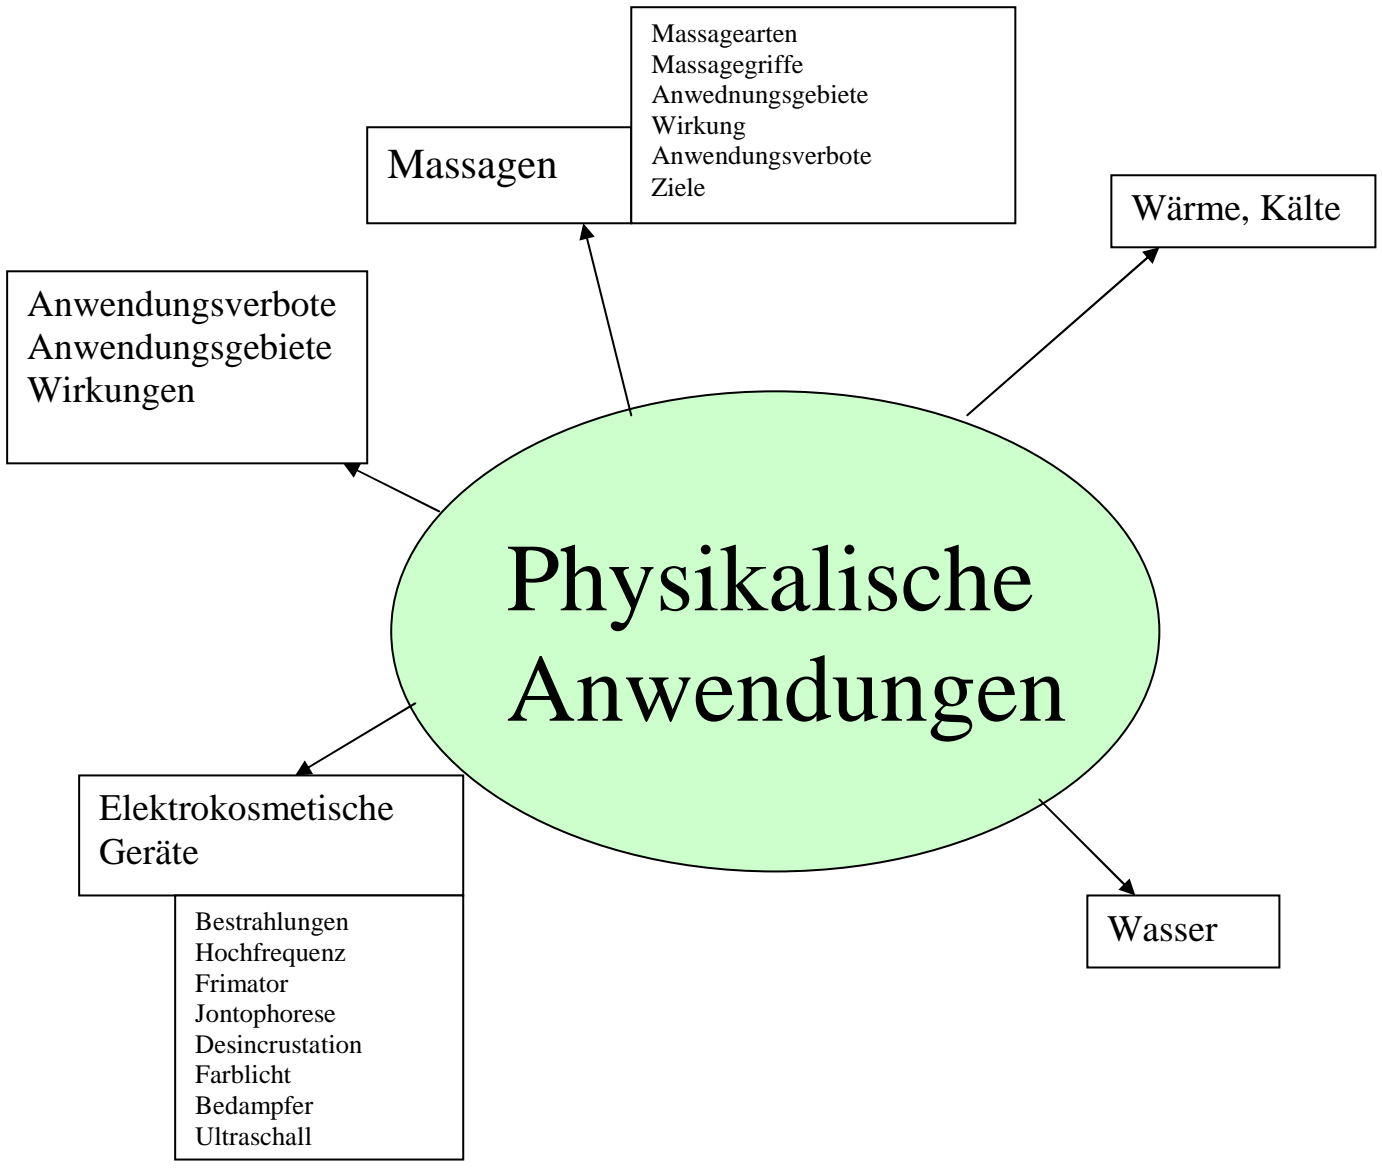 Massagearten
Massagegriffe
Anwednungsgebiete
Wirkung
Anwendungsverbote
Ziele
Massagen
Wärme, Kälte
Anwendungsverbote
Anwendungsgebiete
Wirkungen
Physikalische
Anwendungen
Elektrokosmetische
Geräte
Bestrahlungen
Hochfrequenz
Frimator
Jontophorese
Desincrustation
Farblicht
Bedampfer
Ultraschall
Wasser